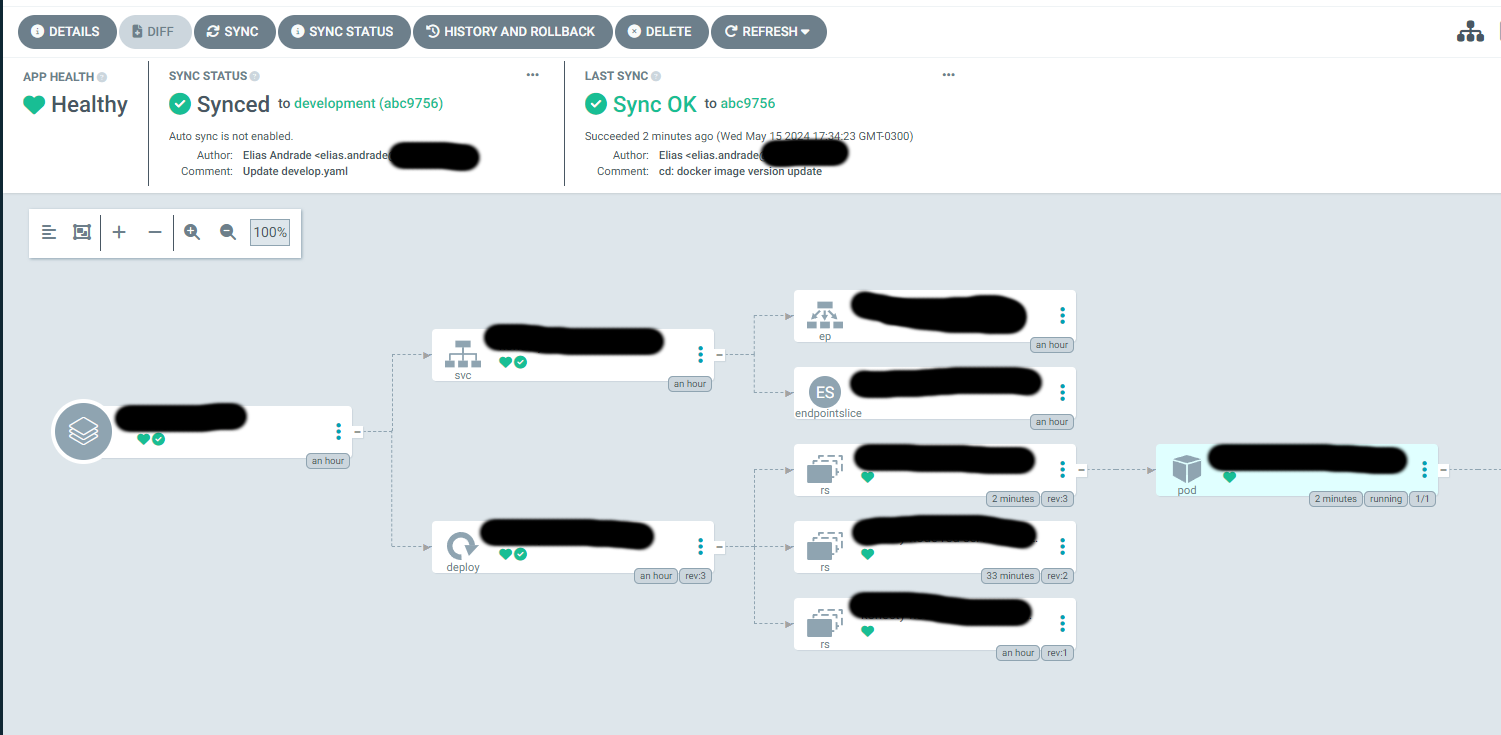 DETAILS DIFF SYNC SYNC STATUS HISTORY AND ROLLBACK DELETE REFRESH
APP HEALTH
Healthy
SYNC STATUS
Synced to development (abc9756)
Auto sync is not enabled.
Author: Elias Andrade <elias.andrade
Comment: Update develop.yaml
LAST SYNC
Sync OK to abc9756
Succeeded 2 minutes ago (Wed May 15 2024 17:34:23 GMT-0300)
Author: Elias <elias.andrade@
Comment: cd: docker image version update
100%
an hour
svc
an hour
deploy
an hour rev:3
ep
an hour
ES
endpointslice
an hour
rs
2 minutes rev:3
rs
33 minutes rev:2
rs
an hour rev:1
pod
2 minutes running 1/1